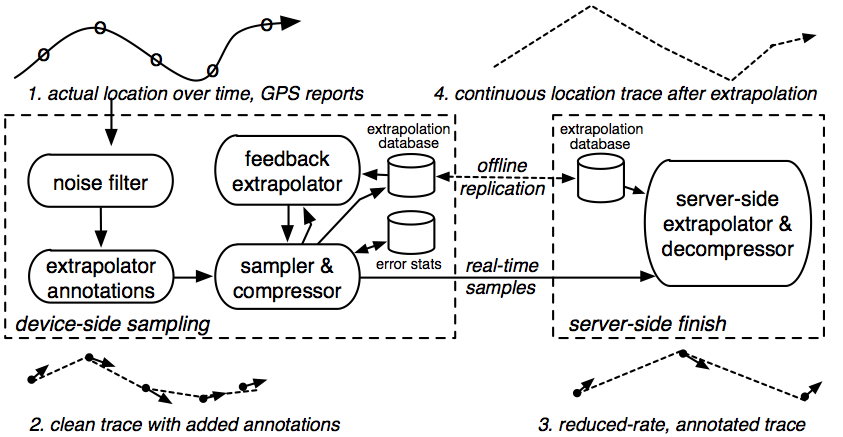 1. actual location over time, GPS reports
4. continuous location trace after extrapolation
noise filter
feedback
extrapolator
extrapolation
database
offline
replication
extrapolation
database
server-side
extrapolator &
decompressor
extrapolator
annotations
sampler &
compressor
error stats
real-time
samples
device-side sampling
server-side finish
2. clean trace with added annotations
3. reduced-rate, annotated trace